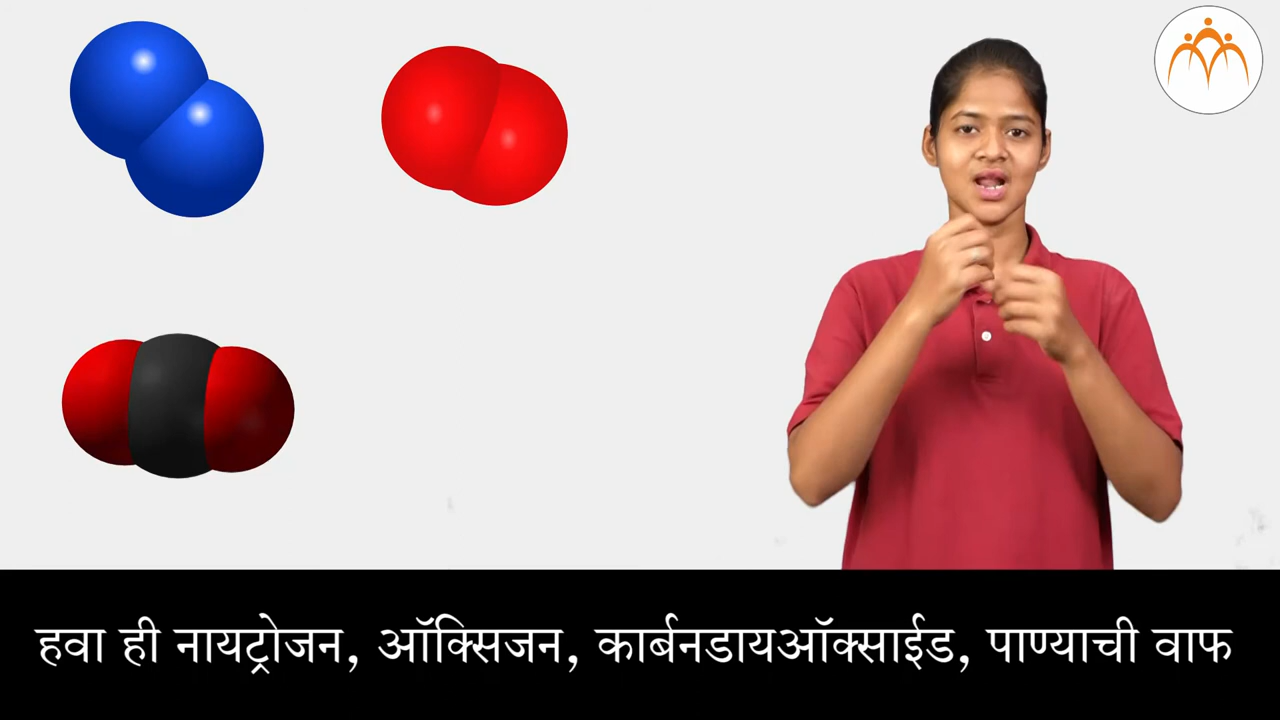 हवा ही नायट्रोजन, ऑक्सिजन, कार्बनडायऑक्साईड, पाण्याची वाफ